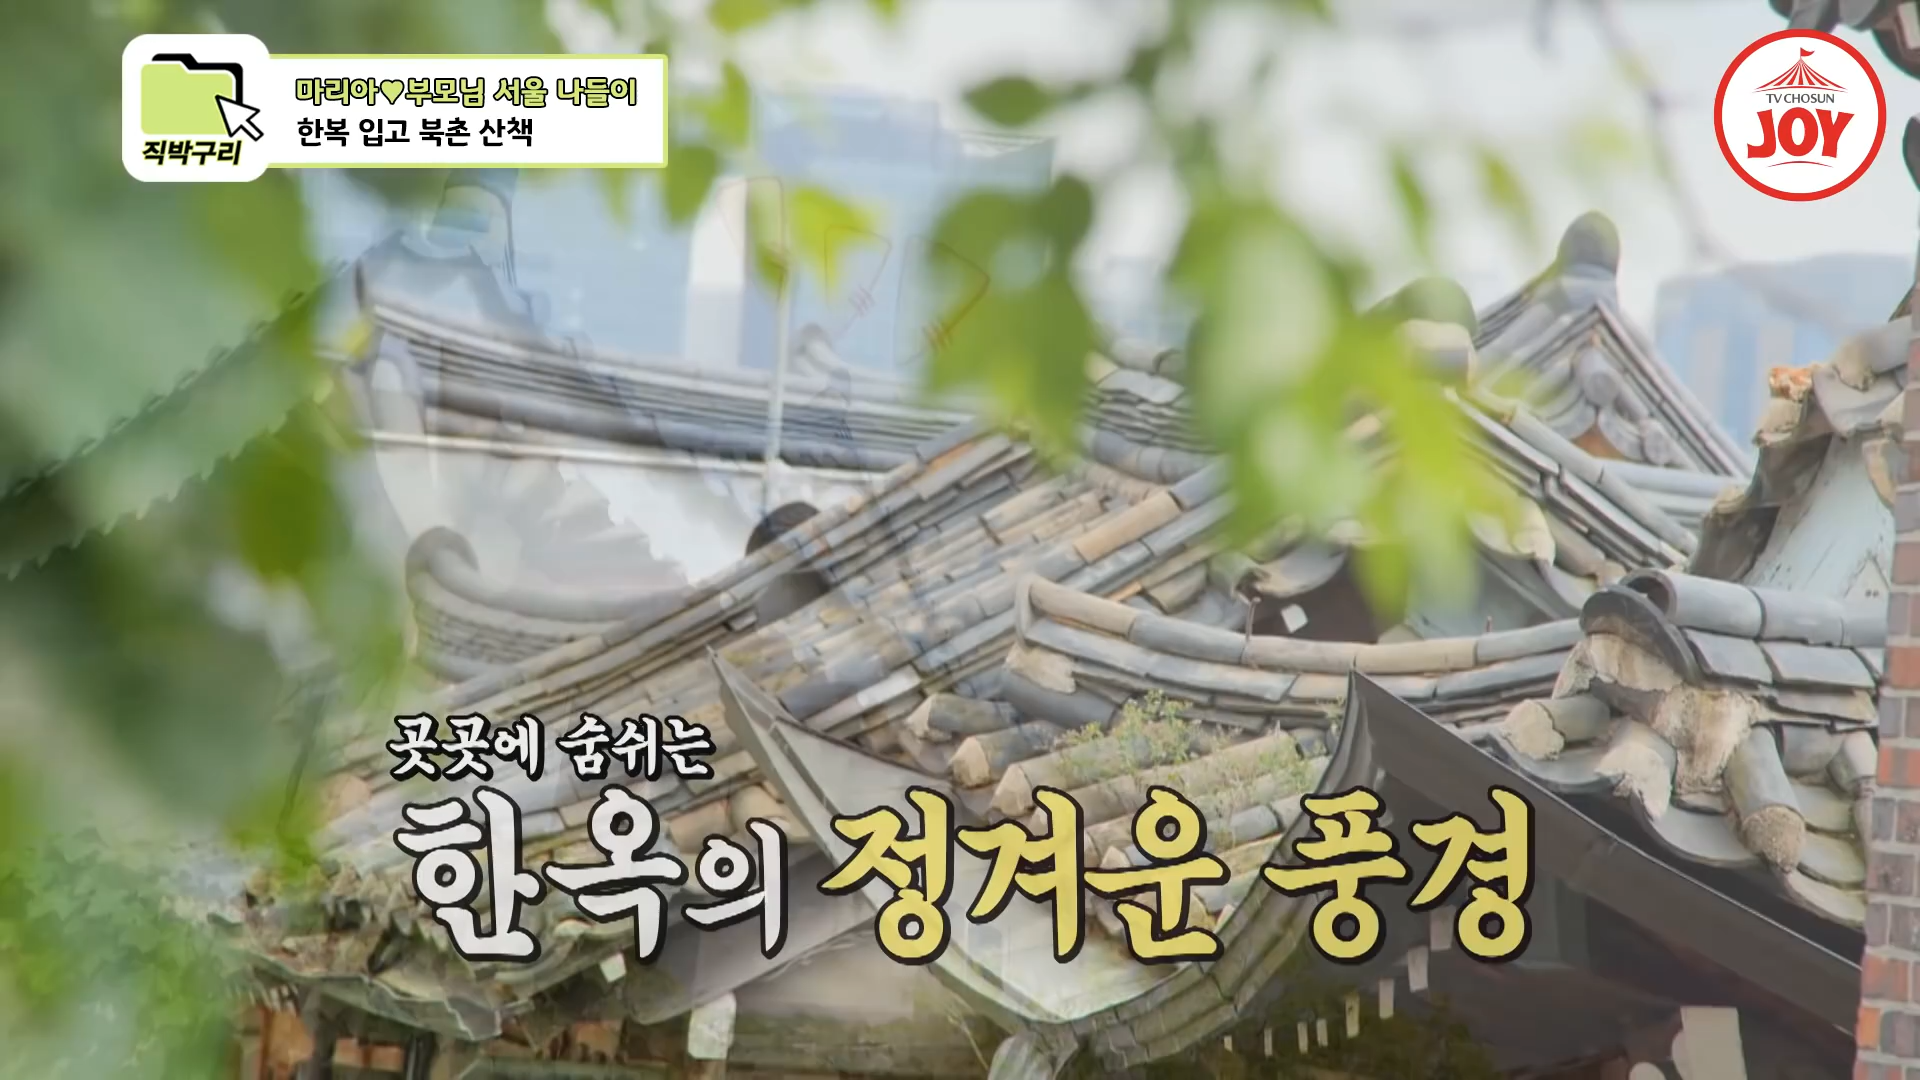 마리아♥부모님 서울 나들이
한복 입고 북촌 산책
직박구리
TV CHOSUN
JOY
곳곳에 숨쉬는
한옥의 정겨운 풍경